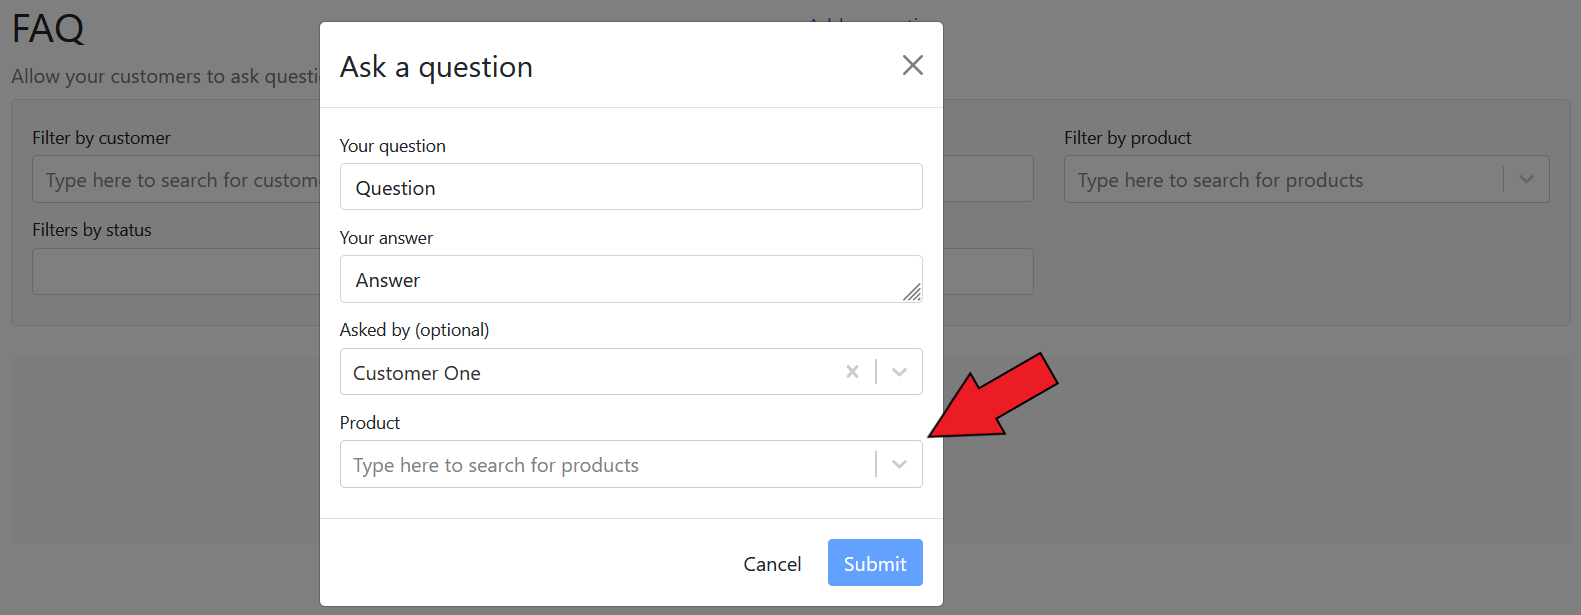 FAQ
Allow your customers to ask
Filter by customer
Type here to search for
Filters by status
Ask a question
Your question
Question
Your answer
Answer
Asked by (optional)
Customer One
Product
Type here to search for products
Cancel
Submit
Filter by product
Type here to search for products